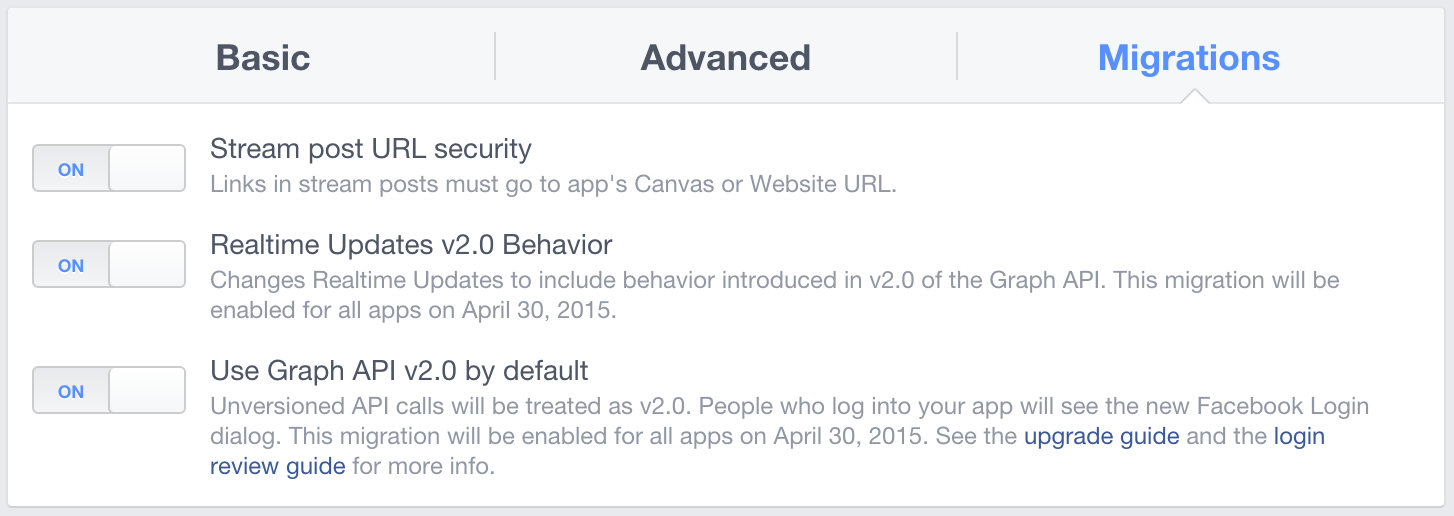 Basic Advanced Migrations
Stream post URL security
ON
Links in stream posts must go to app's Canvas or Website URL.
Realtime Updates v2.0 Behavior
ON
Changes Realtime Updates to include behavior introduced in v2.0 of the Graph API. This migration will be
enabled for all apps on April 30, 2015.
Use Graph API v2.0 by default
ON
Unversioned API calls will be treated as v2.0. People who log into your app will see the new Facebook Login
dialog. This migration will be enabled for all apps on April 30, 2015. See the upgrade guide and the login
review guide for more info.